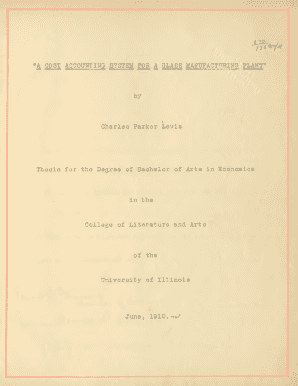 "A COST ACCOUNTING SYSTEM FOR A GLASS MANUFACTURING PLANT"
by
Charles Parker Lewis
Thesis for the Degree of Bachelor of Arts in Economics
in the
College of Literature and Arts
of the
University of Illinois
June, 1910.